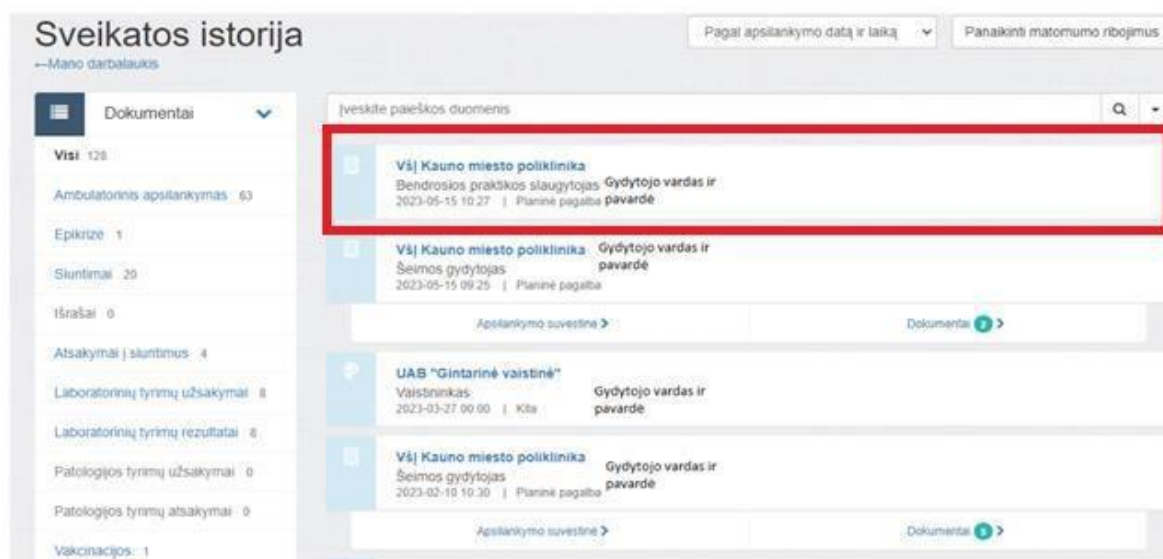 Sveikatos istorija
Pagal apsilankymo datą ir laiką
Panaikinti matomumo ribojimus
←Mano darbalaukis
Dokumentai
Įveskite paieškos duomenis
Visi 128
Ambulatorinis apsilankymas 63
Epikrizė 1
Siuntimai 20
Išrašai 0
Atsakymai į siuntimus 4
Laboratorinių tyrimų užsakymai 8
Laboratorinių tyrimų rezultatai 8
Patologijos tyrimų užsakymai 0
Patologijos tyrimų atsakymai 0
Vakcinacijos: 1
VšĮ Kauno miesto poliklinika
Bendrosios praktikos slaugytojas Gydytojo vardas ir
2023-05-15 10:27 | Planinė pagalba pavardė
VšĮ Kauno miesto poliklinika Gydytojo vardas ir
Šeimos gydytojas pavardė
2023-05-15 09:25 | Planinė pagalba
Apsilankymo suvestinė >
Dokumentai 2 >
UAB "Gintarinė vaistinė"
Vaistininkas Gydytojo vardas ir
2023-03-27 00:00 | Kita pavardė
VšĮ Kauno miesto poliklinika
Šeimos gydytojas Gydytojo vardas ir
2023-02-10 10:30 | Planinė pagalba pavardė
Apsilankymo suvestinė >
Dokumentai 5 >